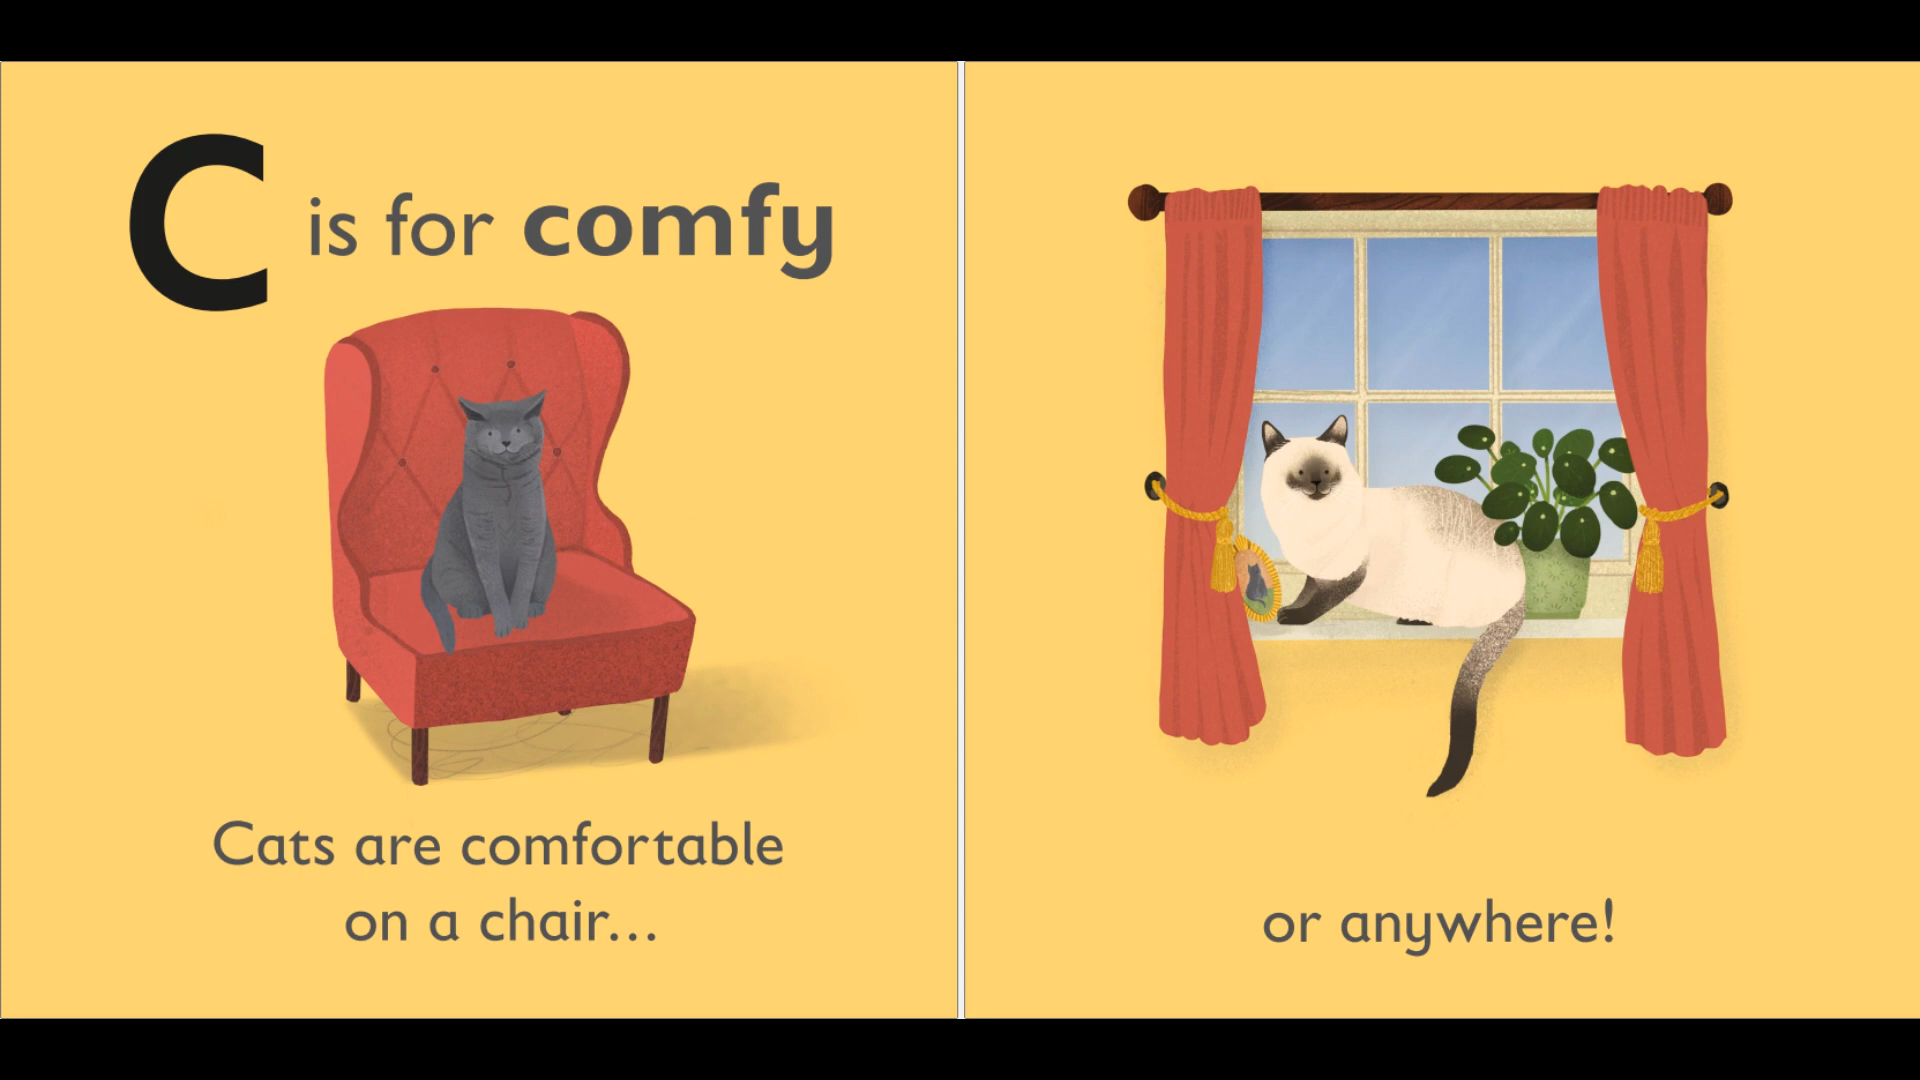 C is for comfy
Cats are comfortable
on a chair...
or anywhere!